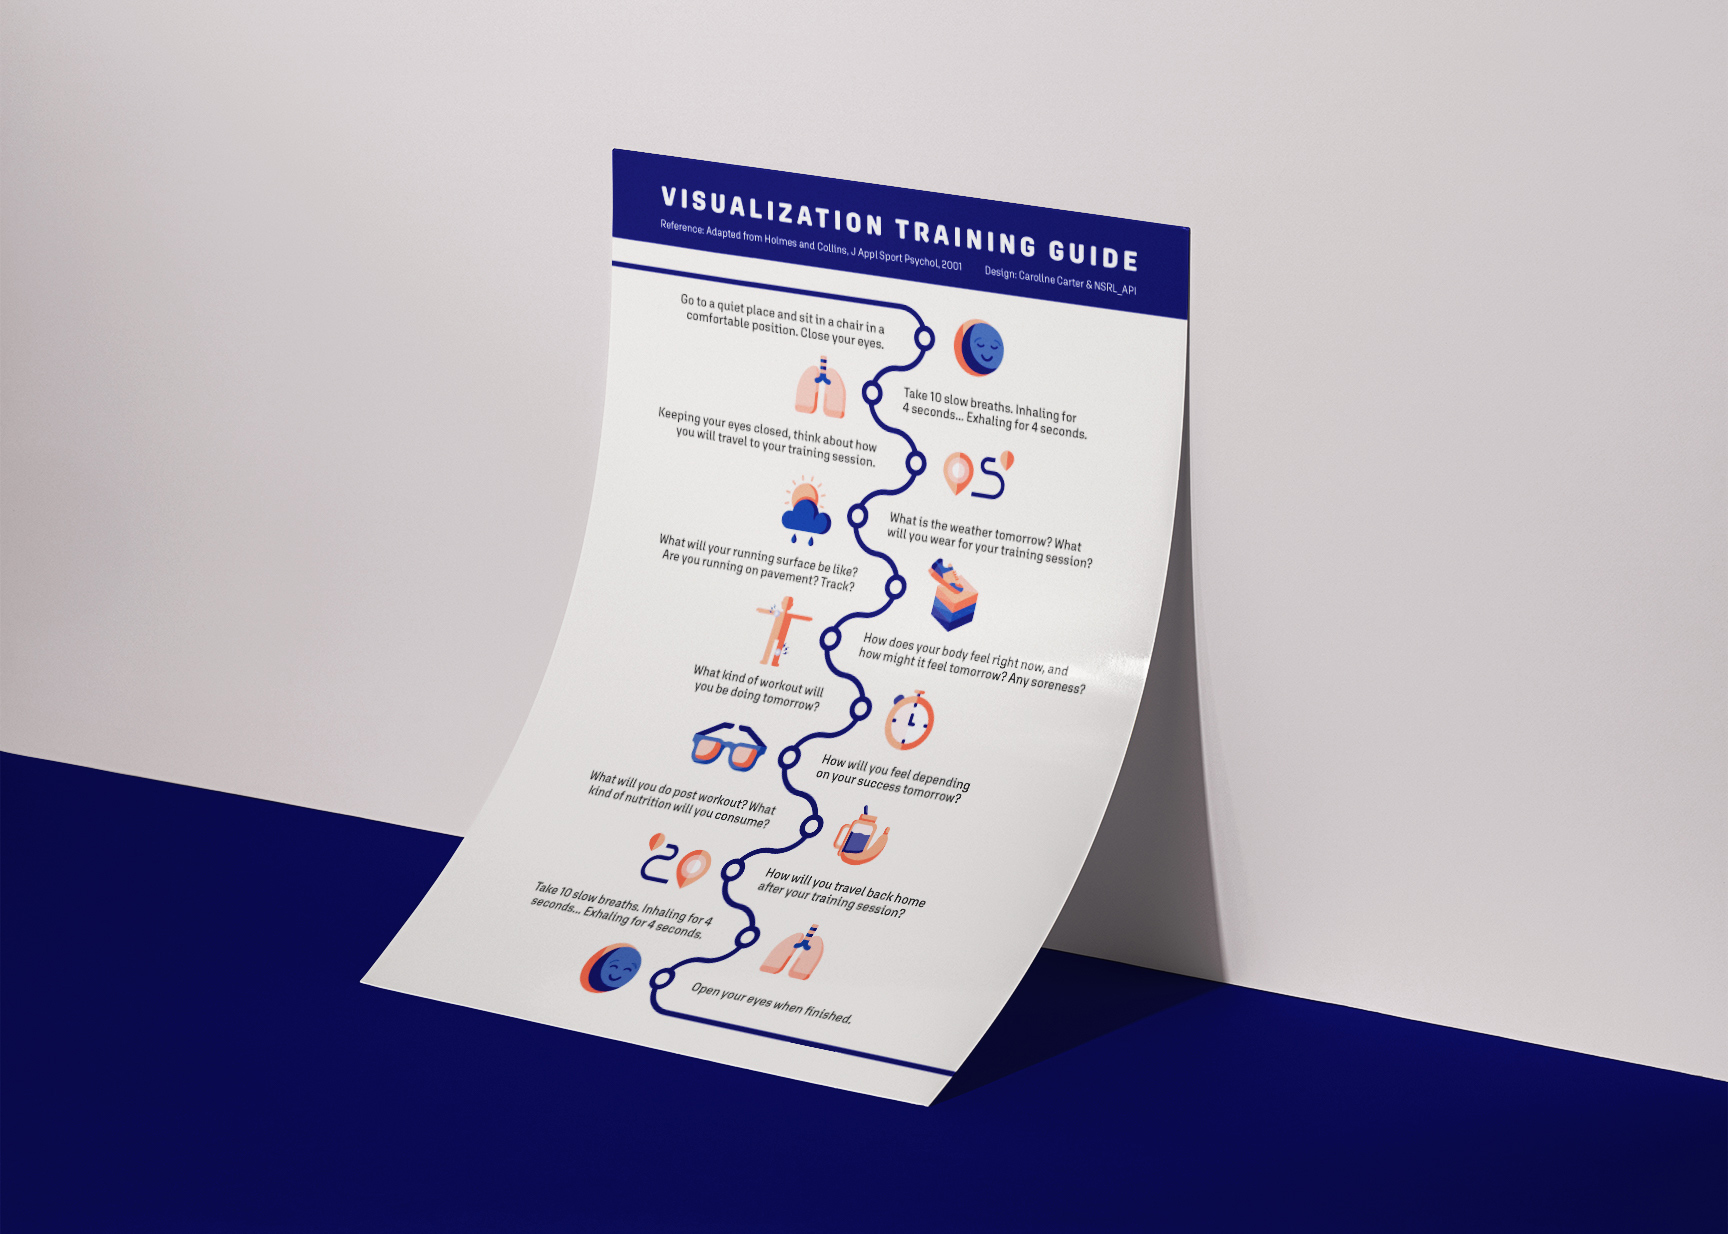 VISUALIZATION TRAINING GUIDE
Reference: Adapted from Holmes and Collins, J Appl Sport Psychol, 2001
Design: Caroline Carter & NSRL_API
Go to a quiet place and sit in a chair in a
comfortable position. Close your eyes.
Take 10 slow breaths. Inhaling for
4 seconds... Exhaling for 4 seconds.
Keeping your eyes closed, think about how
you will travel to your training session.
What is the weather tomorrow? What
will you wear for your training session?
What will your running surface be like?
Are you running on pavement? Track?
How does your body feel right now, and
how might it feel tomorrow? Any soreness?
What kind of workout will
you be doing tomorrow?
How will you feel depending
on your success tomorrow?
What will you do post workout? What
kind of nutrition will you consume?
How will you travel back home
after your training session?
Take 10 slow breaths. Inhaling for 4
seconds... Exhaling for 4 seconds.
Open your eyes when finished.